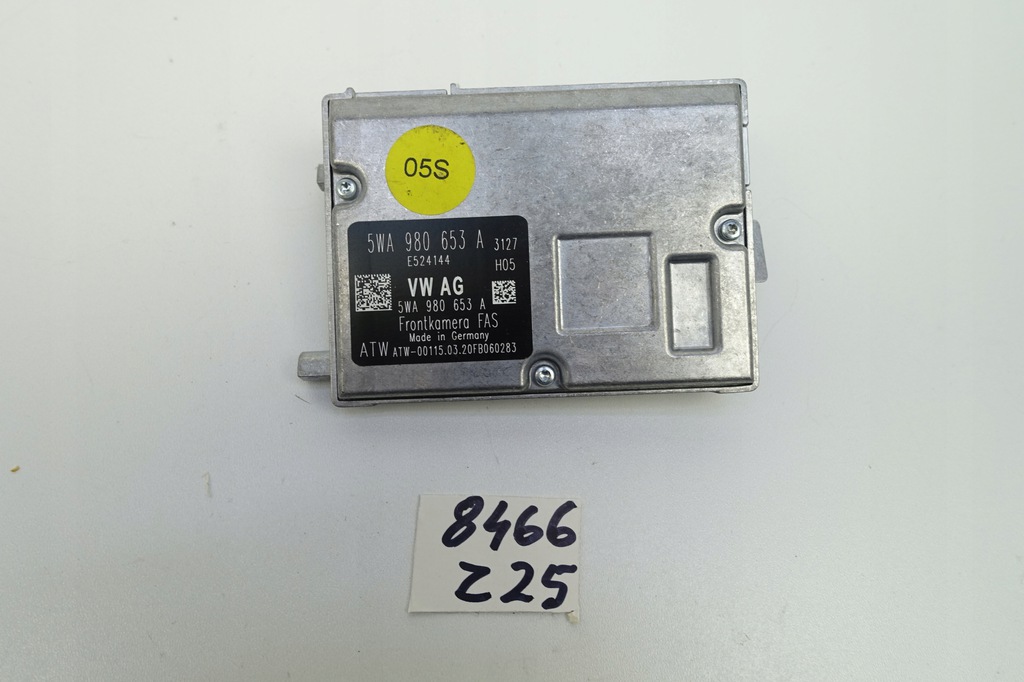 05S
5WA 980 653 A 3127
E524144 H05
VW AG
5WA 980 653 A
Frontkamera FAS
Made in Germany
ATW ATW-00115.03.20FB060283
8466
Z25